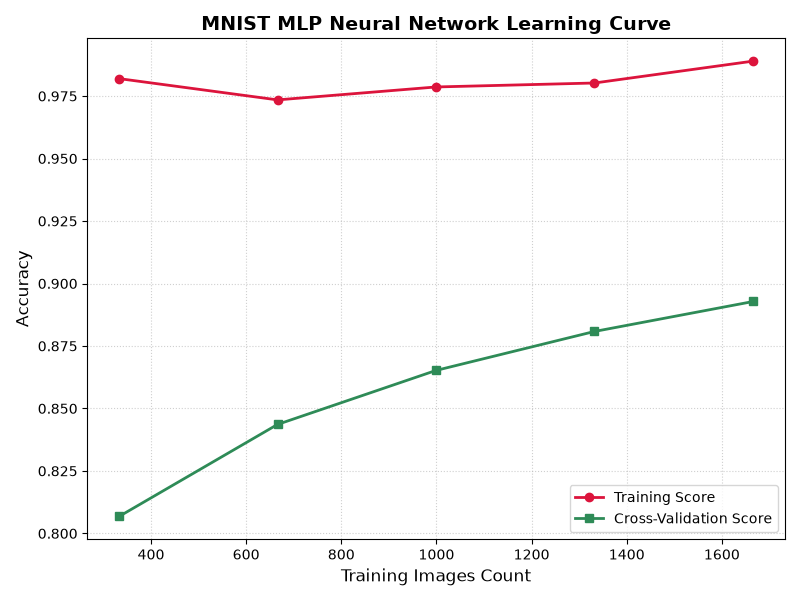 MNIST MLP Neural Network Learning Curve
Accuracy
0.975
0.950
0.925
0.900
0.875
0.850
0.825
0.800
400 600 800 1000 1200 1400 1600
Training Images Count
Training Score
Cross-Validation Score